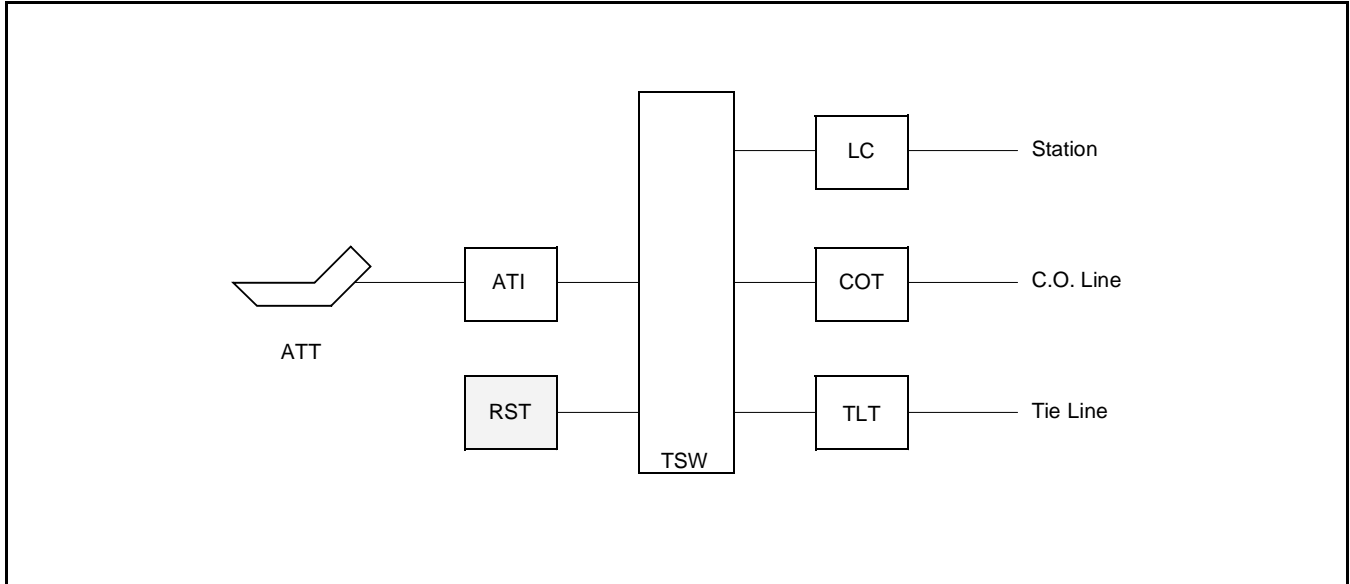 LC
Station
ATI
COT
C.O. Line
ATT
RST
TLT
Tie Line
TSW